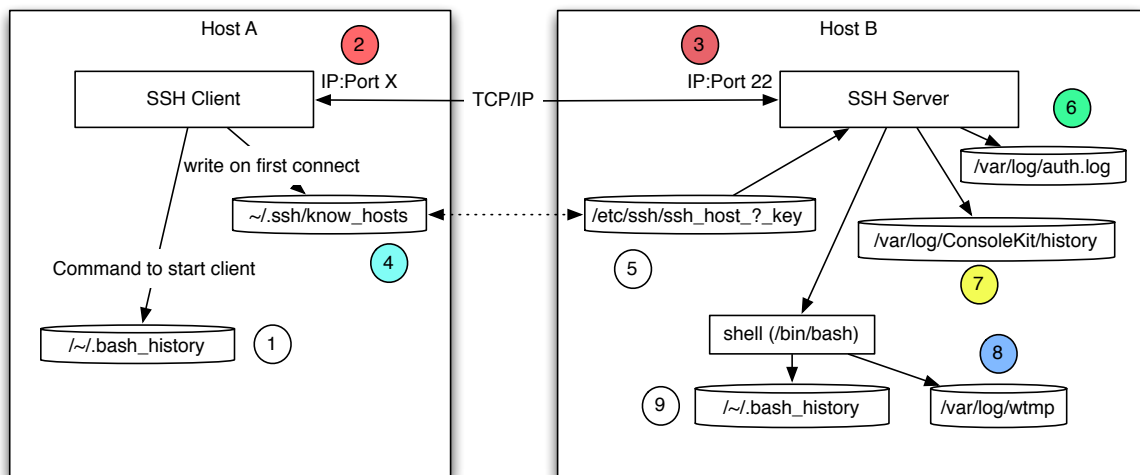 Host A
2
IP:Port X
SSH Client
write on first connect
~/.ssh/know_hosts
4
Command to start client
/~/.bash_history
1
TCP/IP
Host B
3
IP:Port 22
SSH Server
6
/var/log/auth.log
/etc/ssh/ssh_host_?_key
5
/var/log/ConsoleKit/history
7
shell (/bin/bash)
8
9
/~/.bash_history
/var/log/wtmp